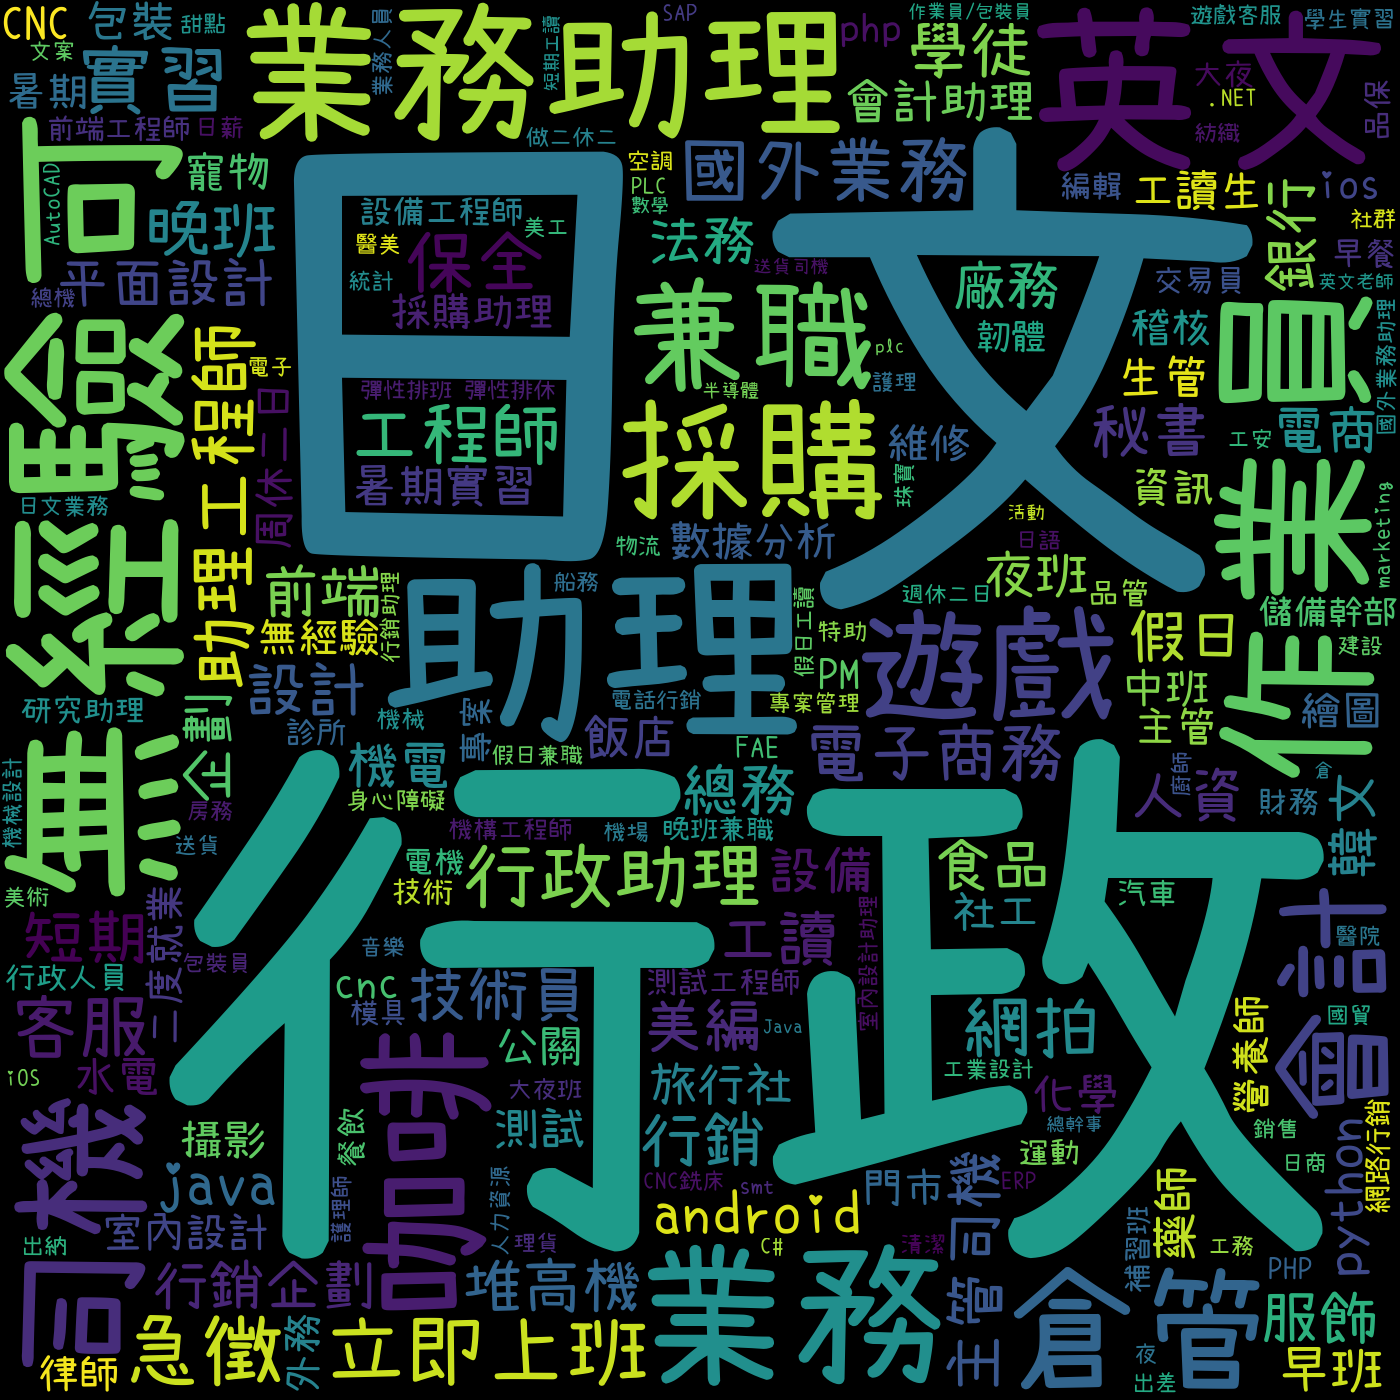 CNC
包裝
甜點
業務人員
業務助理
短期工讀
SAP
php
作業員/包裝員
遊戲客服
學生實習
文案
暑期
實習
學徒
英文
大夜
.NET
品保
會計助理
紡織
前端工程師
日薪
做二休二
可
AutoCAD
寵物
晚班
空調
PLC
數學
國外業務
編輯
工讀生
ios
銀行
社群
早餐
日文
設備工程師
美工
醫美
保全
統計
採購助理
法務
送貨司機
廠務
交易員
英文老師
平面設計
總機
韌體
稽核
國外業務助理
兼職
plc
員
無經驗
助理工程師
電子
彈性排班 彈性排休
半導體
護理
生管
周休二日
工程師
暑期實習
採購
維修
秘書
工安
電商
珠寶
資訊
作業
marketing
日文業務
活動
日語
物流
數據分析
夜班
船務
前端
行銷助理
助理
假日工讀
週休二日
品管
儲備幹部
無經驗
特助
遊戲
假日
建設
設計
PM
中班
研究助理
企劃
診所
機械
專案
電話行銷
專案管理
主管
繪圖
飯店
FAE
電子商務
假日兼職
機電
總務
人資
廚師
倉
財務
韓文
機械設計
房務
身心障礙
機構工程師
機場
晚班兼職
送貨
行政
電機
行政助理
設備
食品
汽車
美術
技術
短期
二度就業
社工
會計
醫院
音樂
工讀
室內設計助理
行政人員
包裝員
cnc
技術員
測試工程師
客服
模具
美編
Java
網拍
國貿
營養師
公關
水電
咖啡
工業設計
iOS
大夜班
旅行社
化學
司機
攝影
餐飲
測試
行銷
總幹事
銷售
網路行銷
運動
日商
java
護理師
人力資源
CNC銑床
smt
門市
司機
ERP
python
藥師
室內設計
出納
理貨
android
C#
清潔
補習班
工務
行銷企劃
堆高機
業務
主管
倉管
PHP
服飾
律師
急徵
外務
立即上班
夜
出差
早班